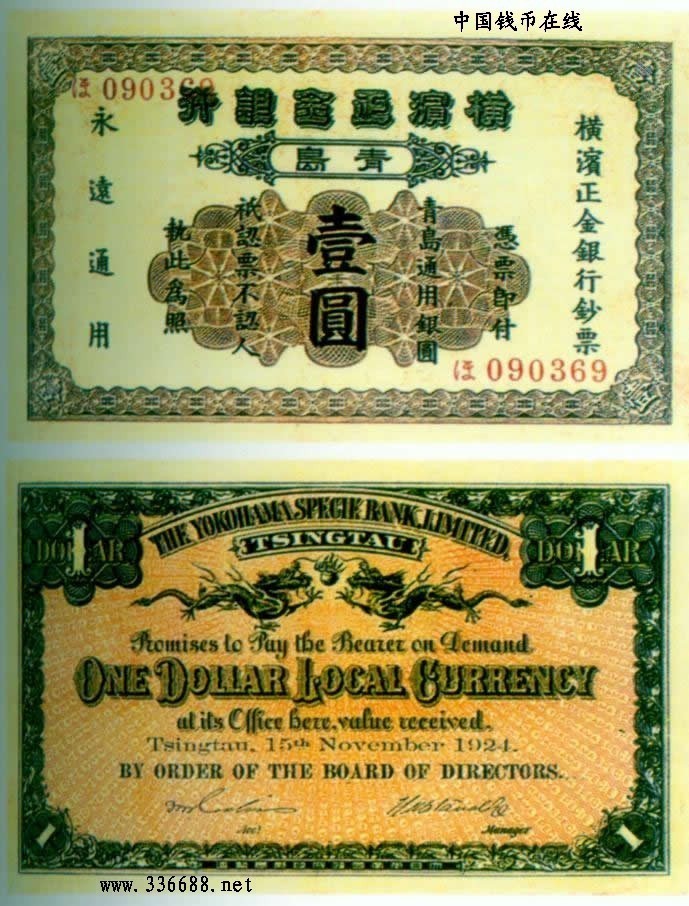 中国钱币在线
ほ 090369
橫濱正金銀行
青島
橫濱正金銀行鈔票
憑票即付
青島通用銀圓
壹圓
祇認票不認人
執此爲照
永遠通用
ほ 090369
THE YOKOHAMA SPECIE BANK, LIMITED.
TSINGTAU
1 DOLLAR
1 DOLLAR
Promises to Pay the Bearer on Demand
ONE DOLLAR LOCAL CURRENCY
at its Office here, value received.
Tsingtau, 15th November 1924.
BY ORDER OF THE BOARD OF DIRECTORS.
Manager
1
1
www.336688.net